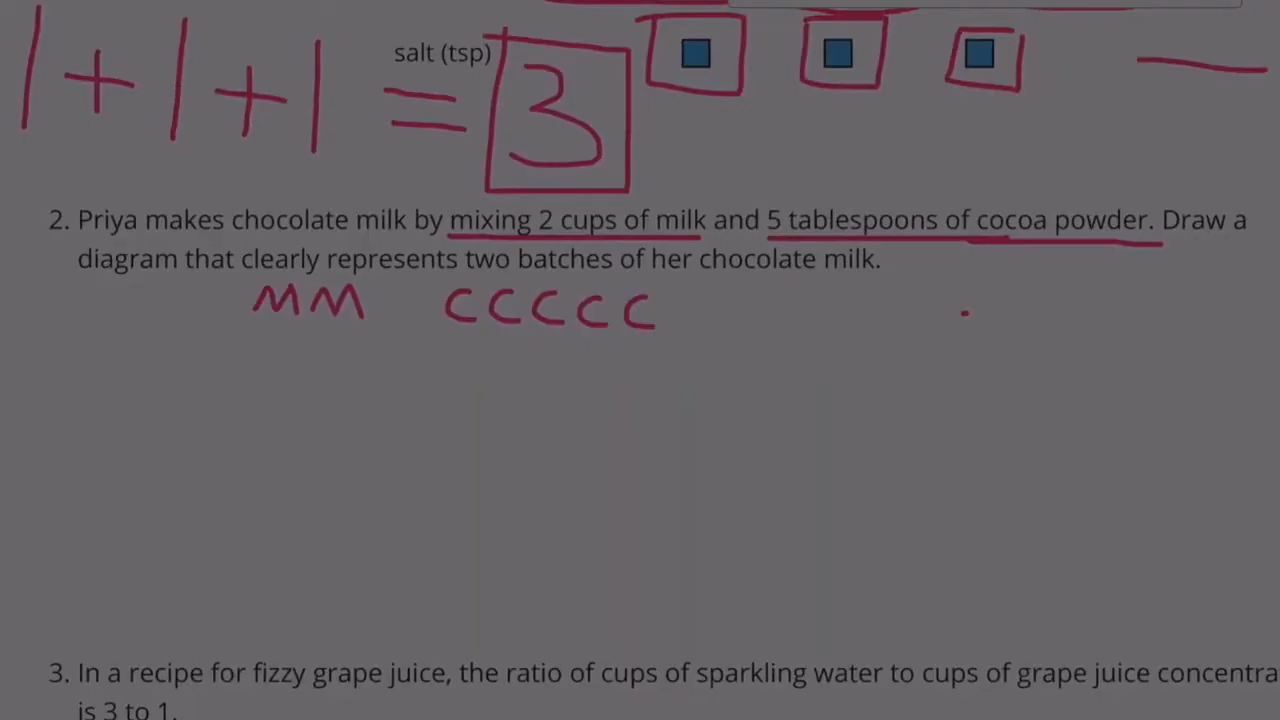 1 + 1 + 1 = 3
salt (tsp)
2. Priya makes chocolate milk by mixing 2 cups of milk and 5 tablespoons of cocoa powder. Draw a
diagram that clearly represents two batches of her chocolate milk.
MM CCCCC
3. In a recipe for fizzy grape juice, the ratio of cups of sparkling water to cups of grape juice concentra
is 3 to 1.